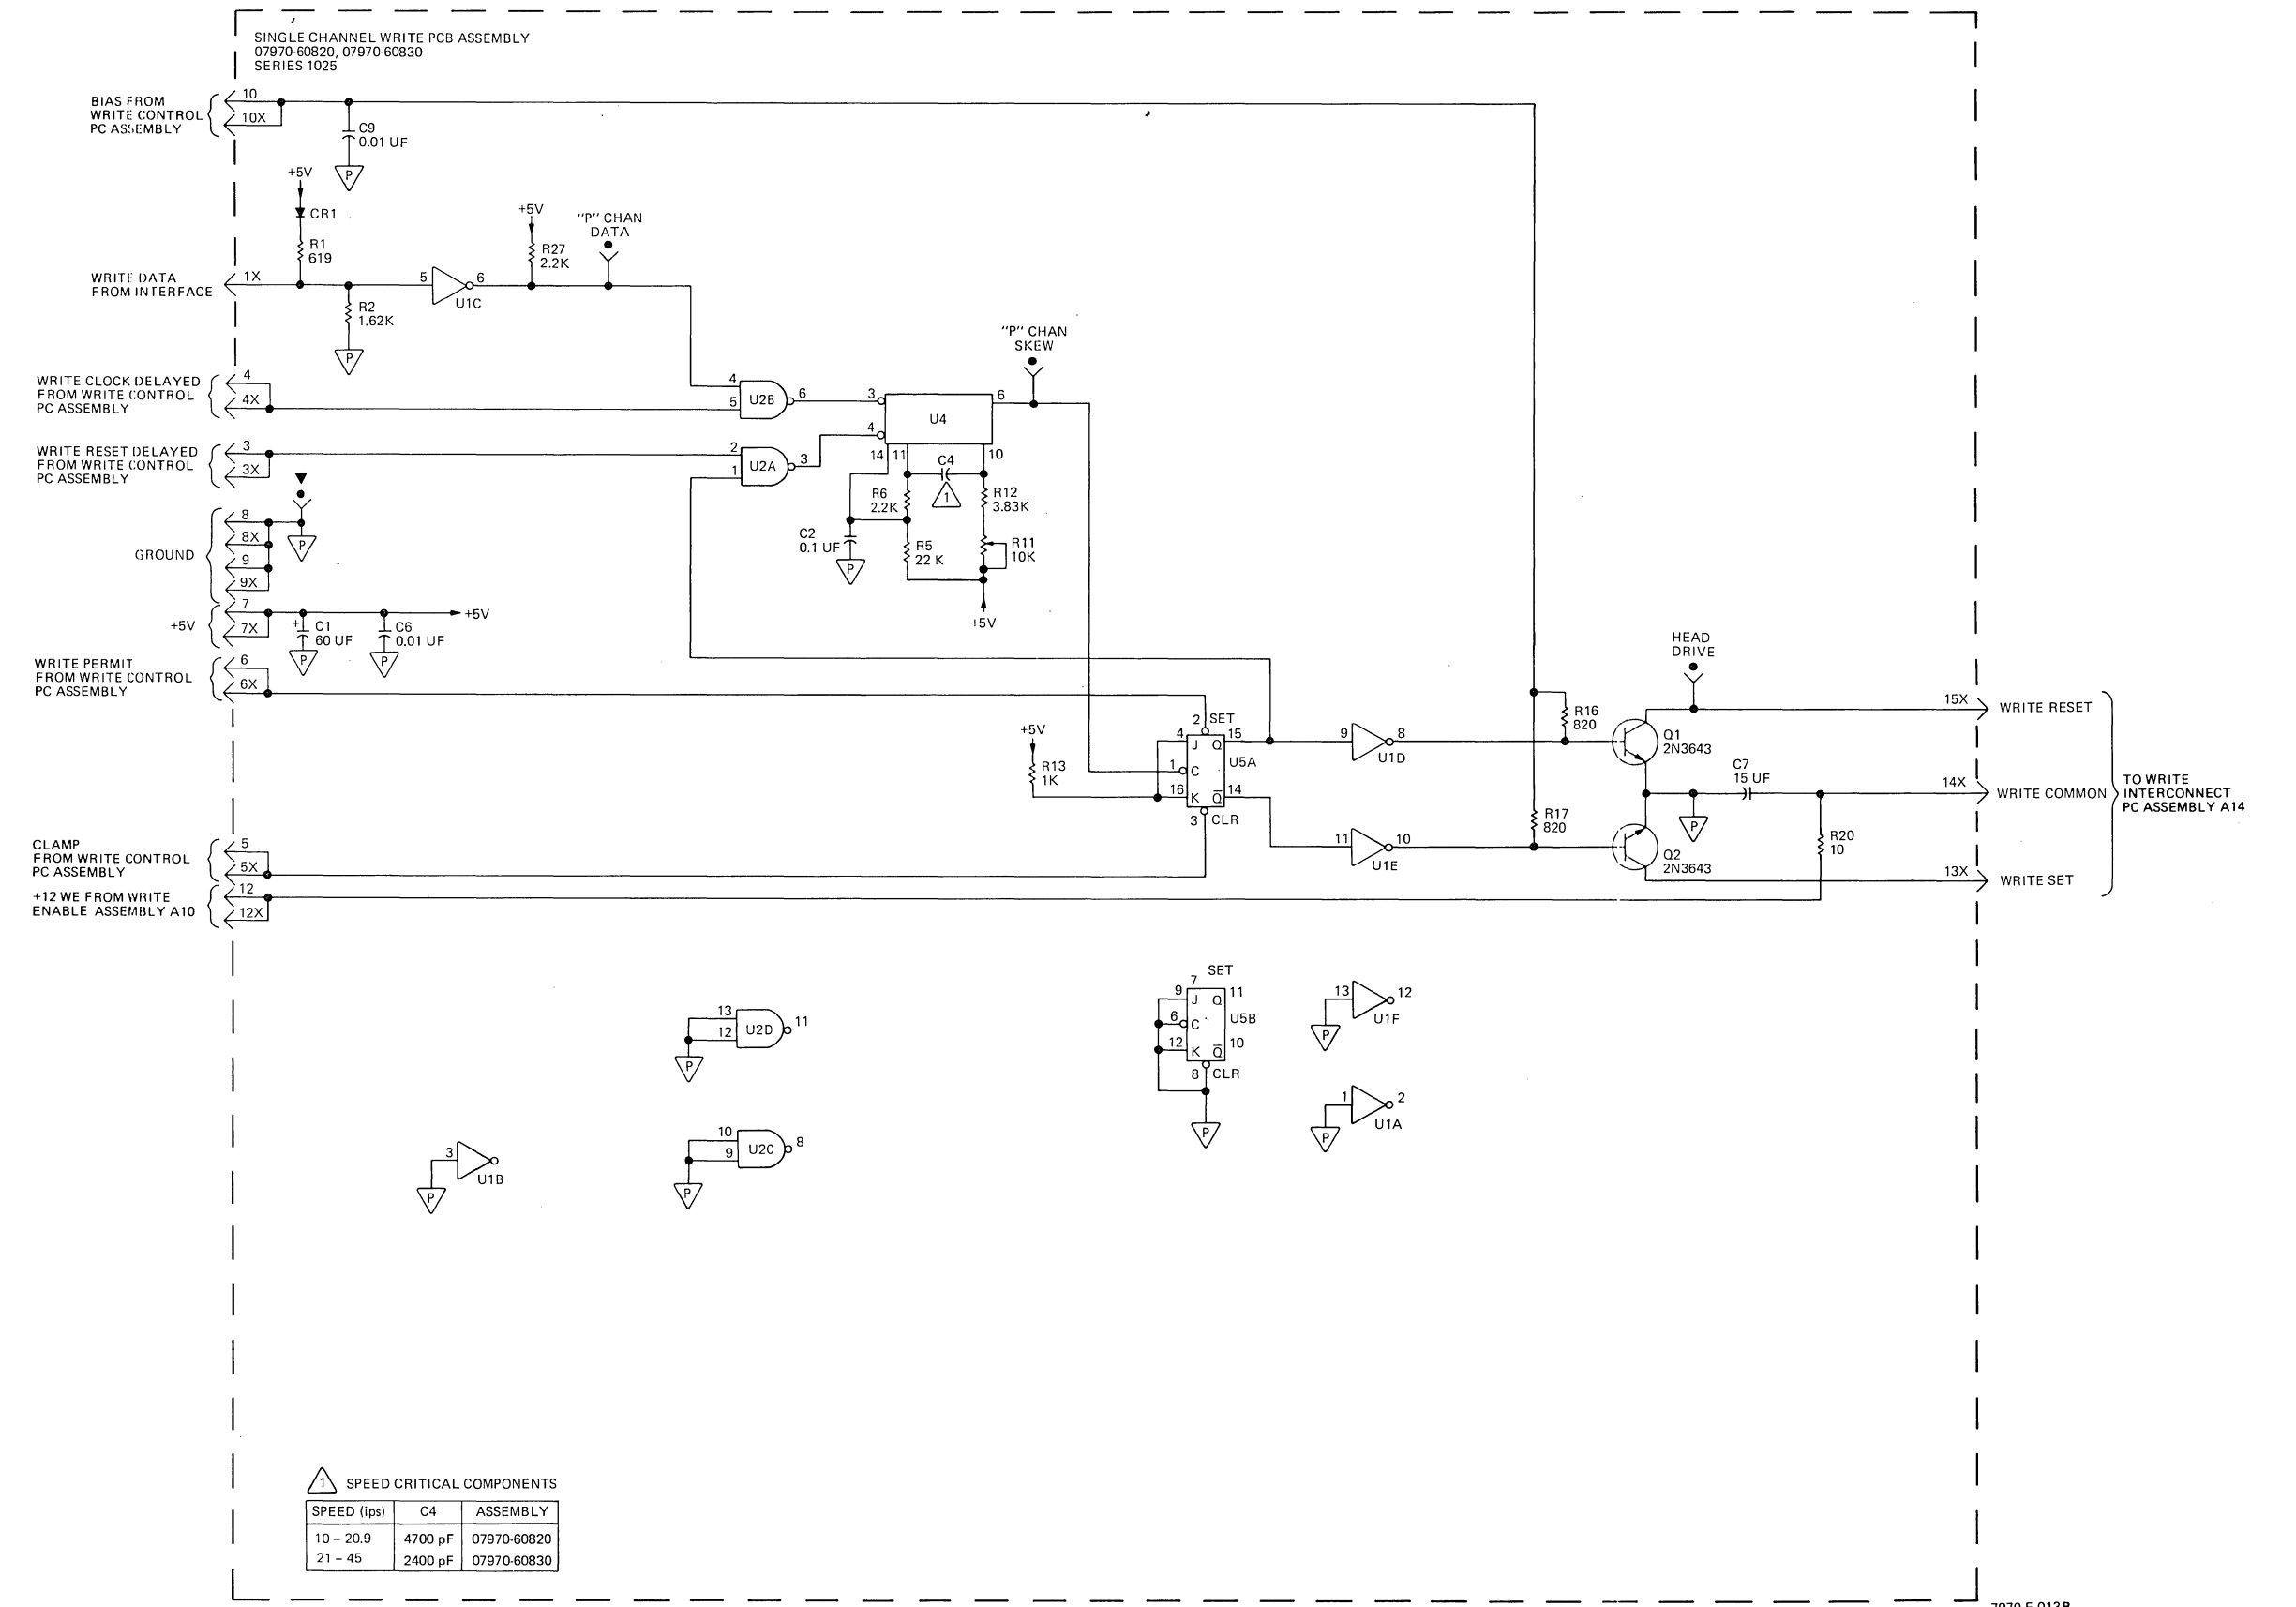 SINGLE CHANNEL WRITE PCB ASSEMBLY
07970-60820, 07970-60830
SERIES 1025
BIAS FROM
WRITE CONTROL
PC ASSEMBLY
10
10X
C9
0.01 UF
P
+5V
CR1
R1
619
WRITE DATA
FROM INTERFACE
1X
R2
1.62K
P
5
6
U1C
+5V
R27
2.2K
"P" CHAN
DATA
WRITE CLOCK DELAYED
FROM WRITE CONTROL
PC ASSEMBLY
4
4X
4
5
U2B
6
WRITE RESET DELAYED
FROM WRITE CONTROL
PC ASSEMBLY
3
3X
2
1
U2A
3
3
4
U4
6
14
11
10
"P" CHAN
SKEW
C4
1
R6
2.2K
R12
3.83K
C2
0.1 UF
P
R5
22 K
R11
10K
+5V
GROUND
8
8X
9
9X
P
+5V
7
7X
+5V
+
C1
60 UF
P
C6
0.01 UF
P
WRITE PERMIT
FROM WRITE CONTROL
PC ASSEMBLY
6
6X
+5V
R13
1K
2
SET
4
J
Q
15
U5A
1
C
16
K
Q̅
14
3
CLR
9
8
U1D
11
10
U1E
R16
820
R17
820
HEAD
DRIVE
Q1
2N3643
Q2
2N3643
P
C7
15 UF
R20
10
15X
WRITE RESET
14X
WRITE COMMON
13X
WRITE SET
TO WRITE
INTERCONNECT
PC ASSEMBLY A14
CLAMP
FROM WRITE CONTROL
PC ASSEMBLY
5
5X
+12 WE FROM WRITE
ENABLE ASSEMBLY A10
12
12X
13
12
U2D
11
P
10
9
U2C
8
P
3
U1B
P
7
SET
9
J
Q
11
U5B
6
C
12
K
Q̅
10
8
CLR
P
13
12
U1F
P
1
2
U1A
P
1
SPEED CRITICAL COMPONENTS
SPEED (ips) C4 ASSEMBLY
10 – 20.9 4700 pF 07970-60820
21 – 45 2400 pF 07970-60830